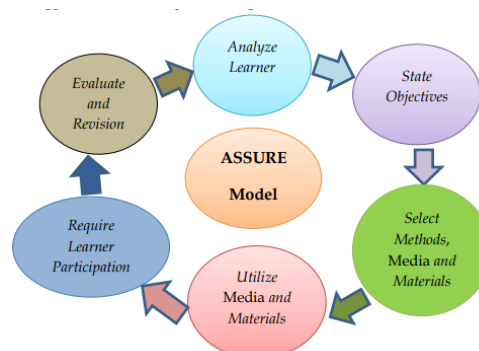 Analyze
Learner
State
Objectives
Select
Methods, Media and
Materials
Utilize
Media and
Materials
Require
Learner
Participation
Evaluate
and
Revision
ASSURE
Model